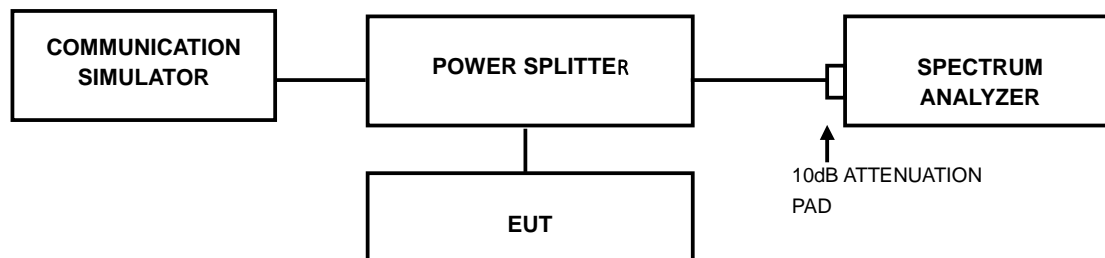 COMMUNICATION
SIMULATOR
POWER SPLITTER
SPECTRUM
ANALYZER
10dB ATTENUATION
PAD
EUT